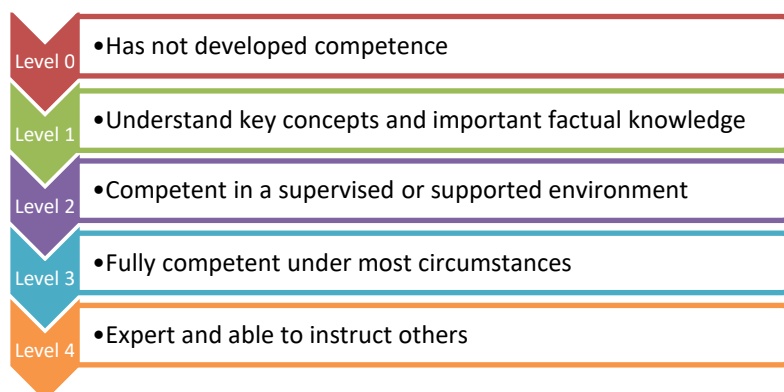 Level 0
•Has not developed competence
Level 1
•Understand key concepts and important factual knowledge
Level 2
•Competent in a supervised or supported environment
Level 3
•Fully competent under most circumstances
Level 4
•Expert and able to instruct others